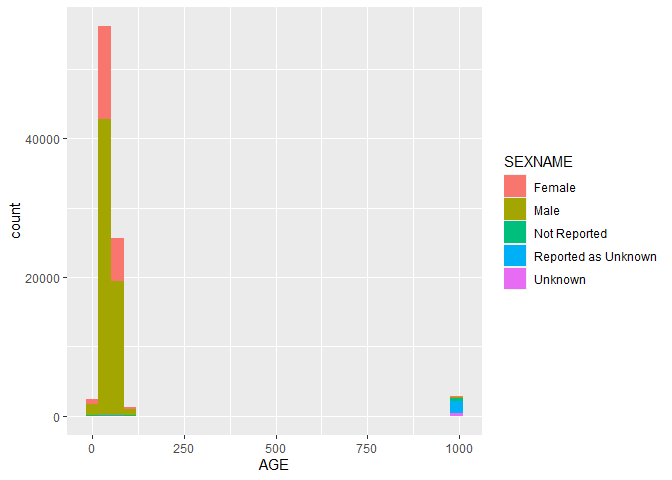 count
40000
20000
0
0 250 500 750 1000
AGE
SEXNAME
Female
Male
Not Reported
Reported as Unknown
Unknown